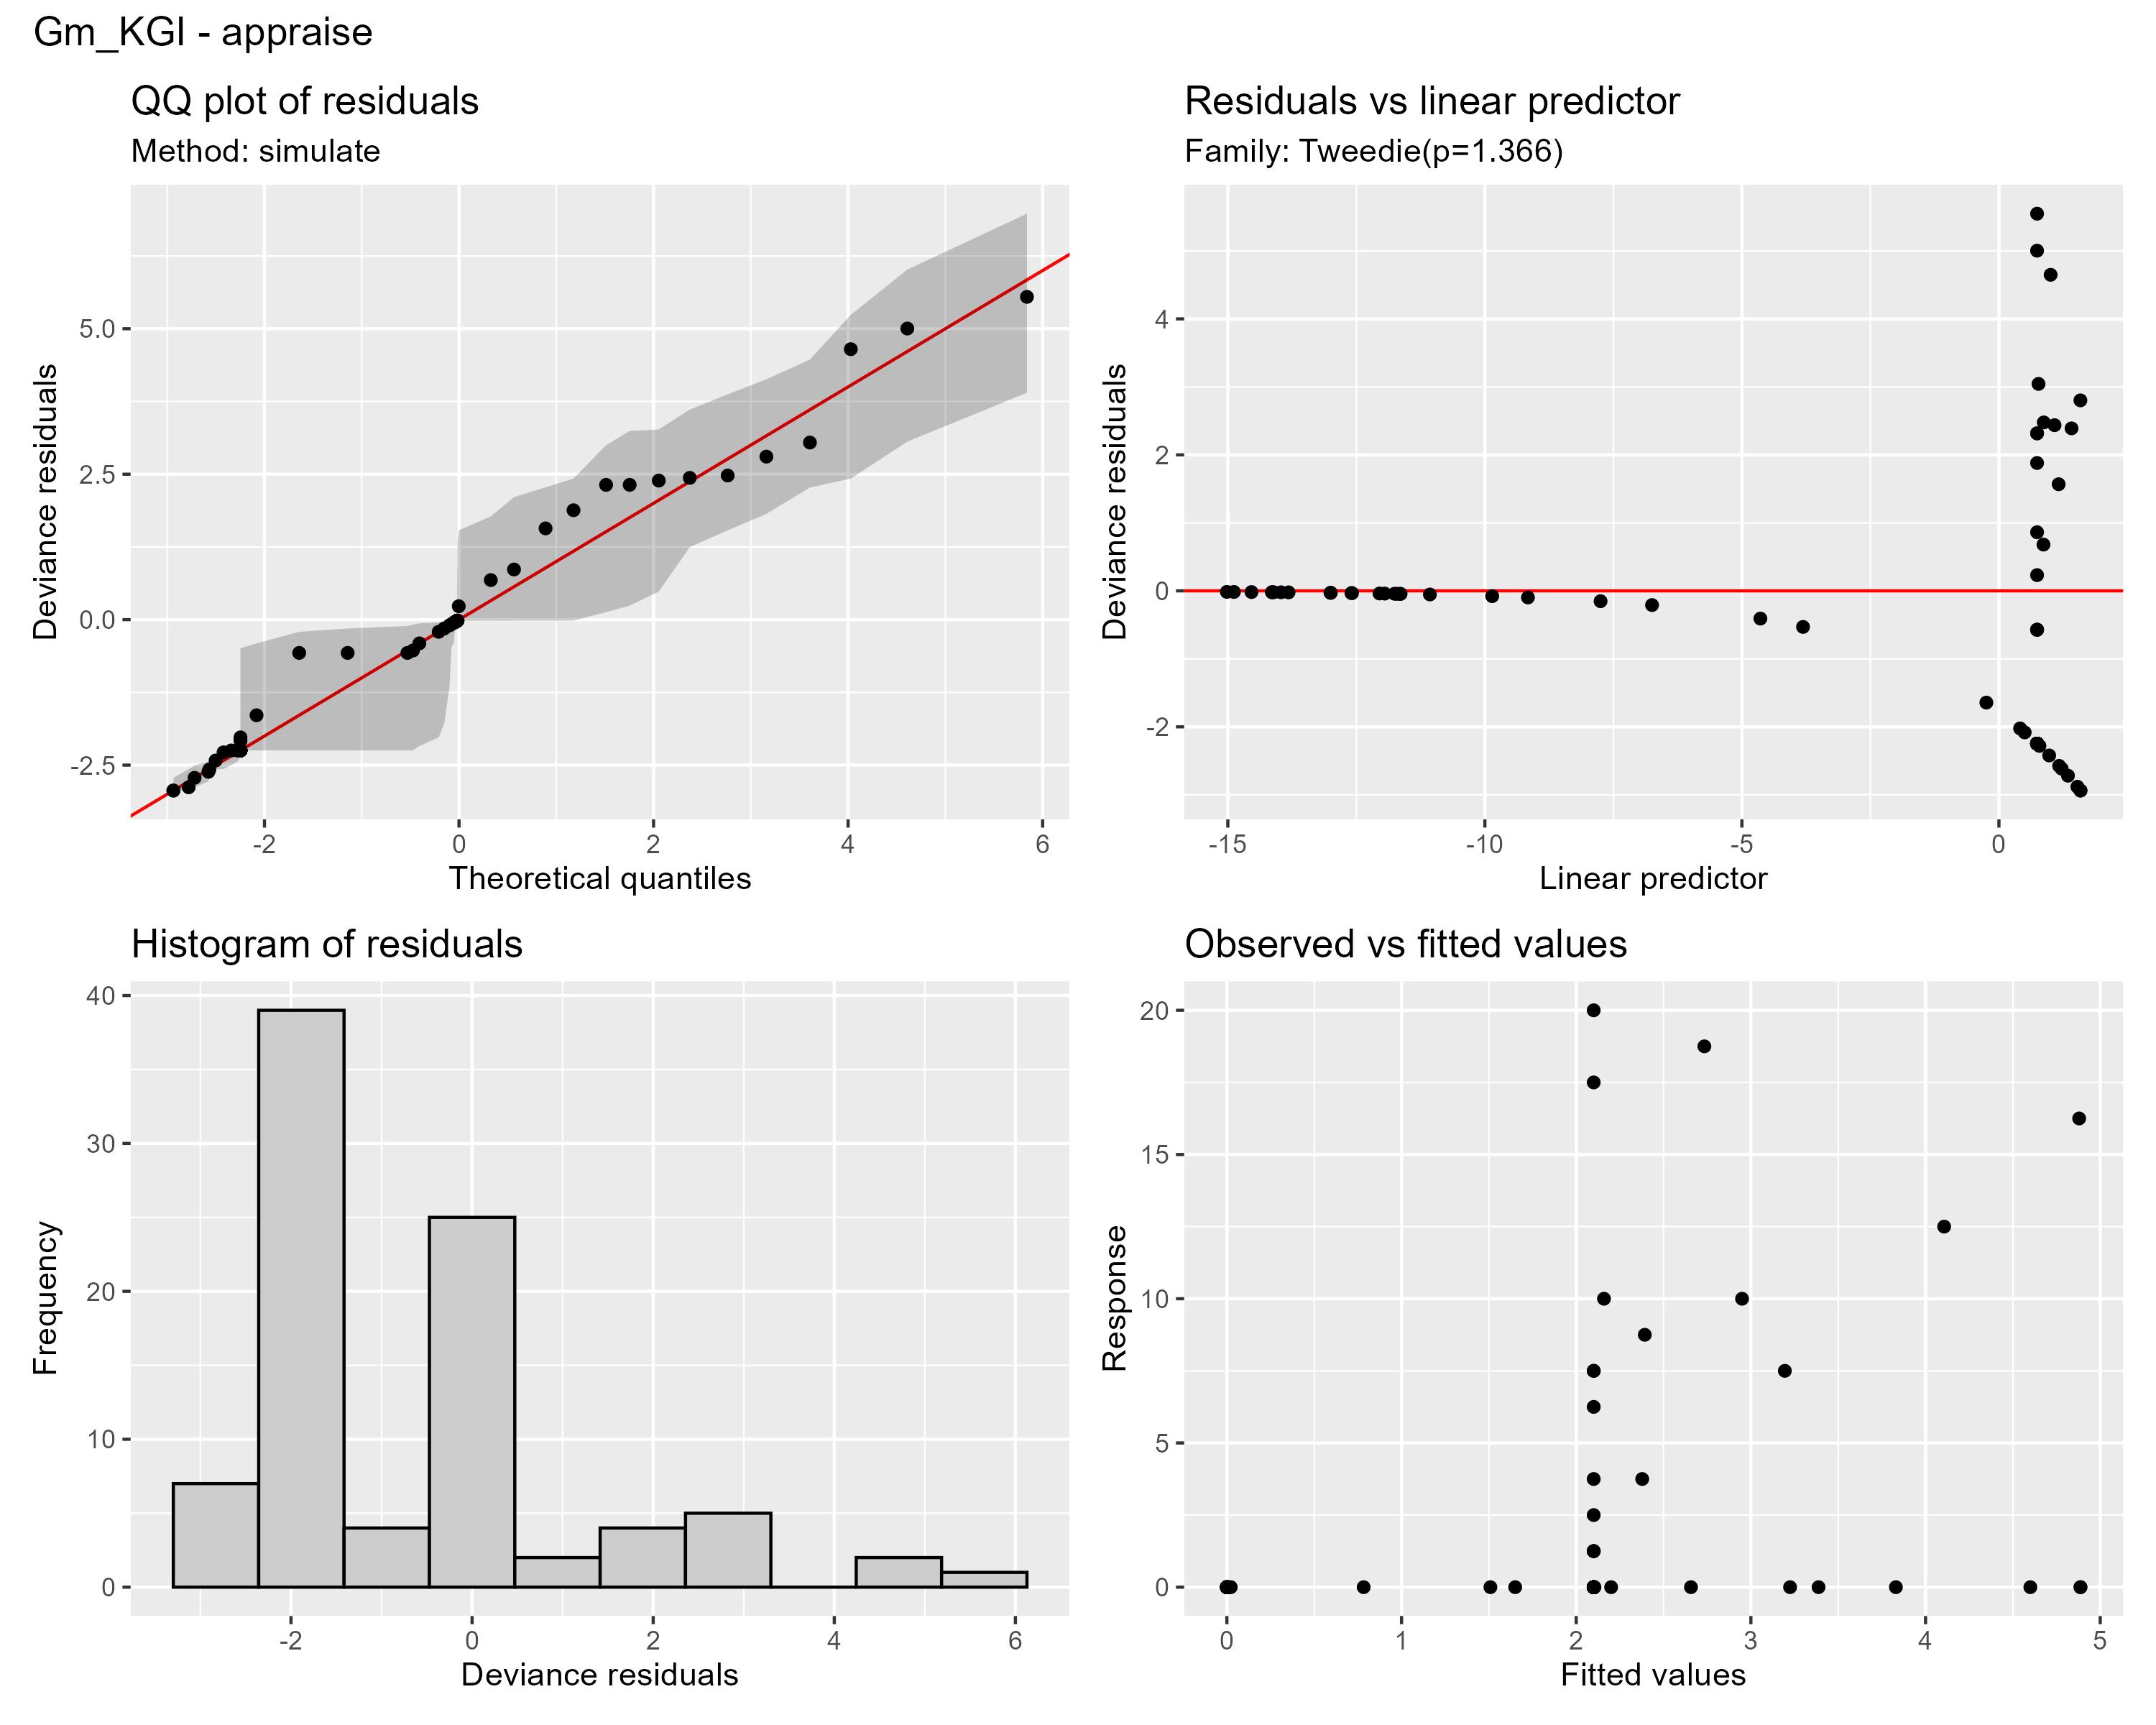 Gm_KGI - appraise
QQ plot of residuals
Method: simulate
Deviance residuals
5.0
2.5
0.0
-2.5
-2
0
2
4
6
Theoretical quantiles
Residuals vs linear predictor
Family: Tweedie(p=1.366)
Deviance residuals
4
2
0
-2
-15
-10
-5
0
Linear predictor
Histogram of residuals
Frequency
40
30
20
10
0
-2
0
2
4
6
Deviance residuals
Observed vs fitted values
Response
20
15
10
5
0
0
1
2
3
4
5
Fitted values